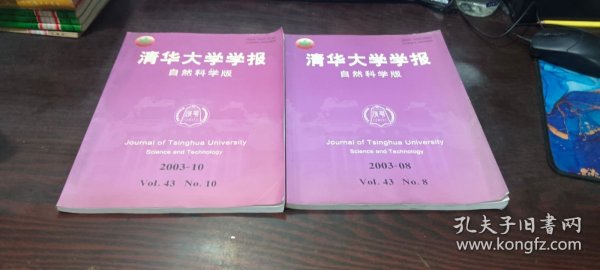 清华大学学报
自然科学版
Journal of Tsinghua University
Science and Technology
2003-10
Vol. 43 No. 10
清华大学学报
自然科学版
Journal of Tsinghua University
Science and Technology
2003-08
Vol. 43 No. 8
孔夫子旧书网
www.kongfz.com